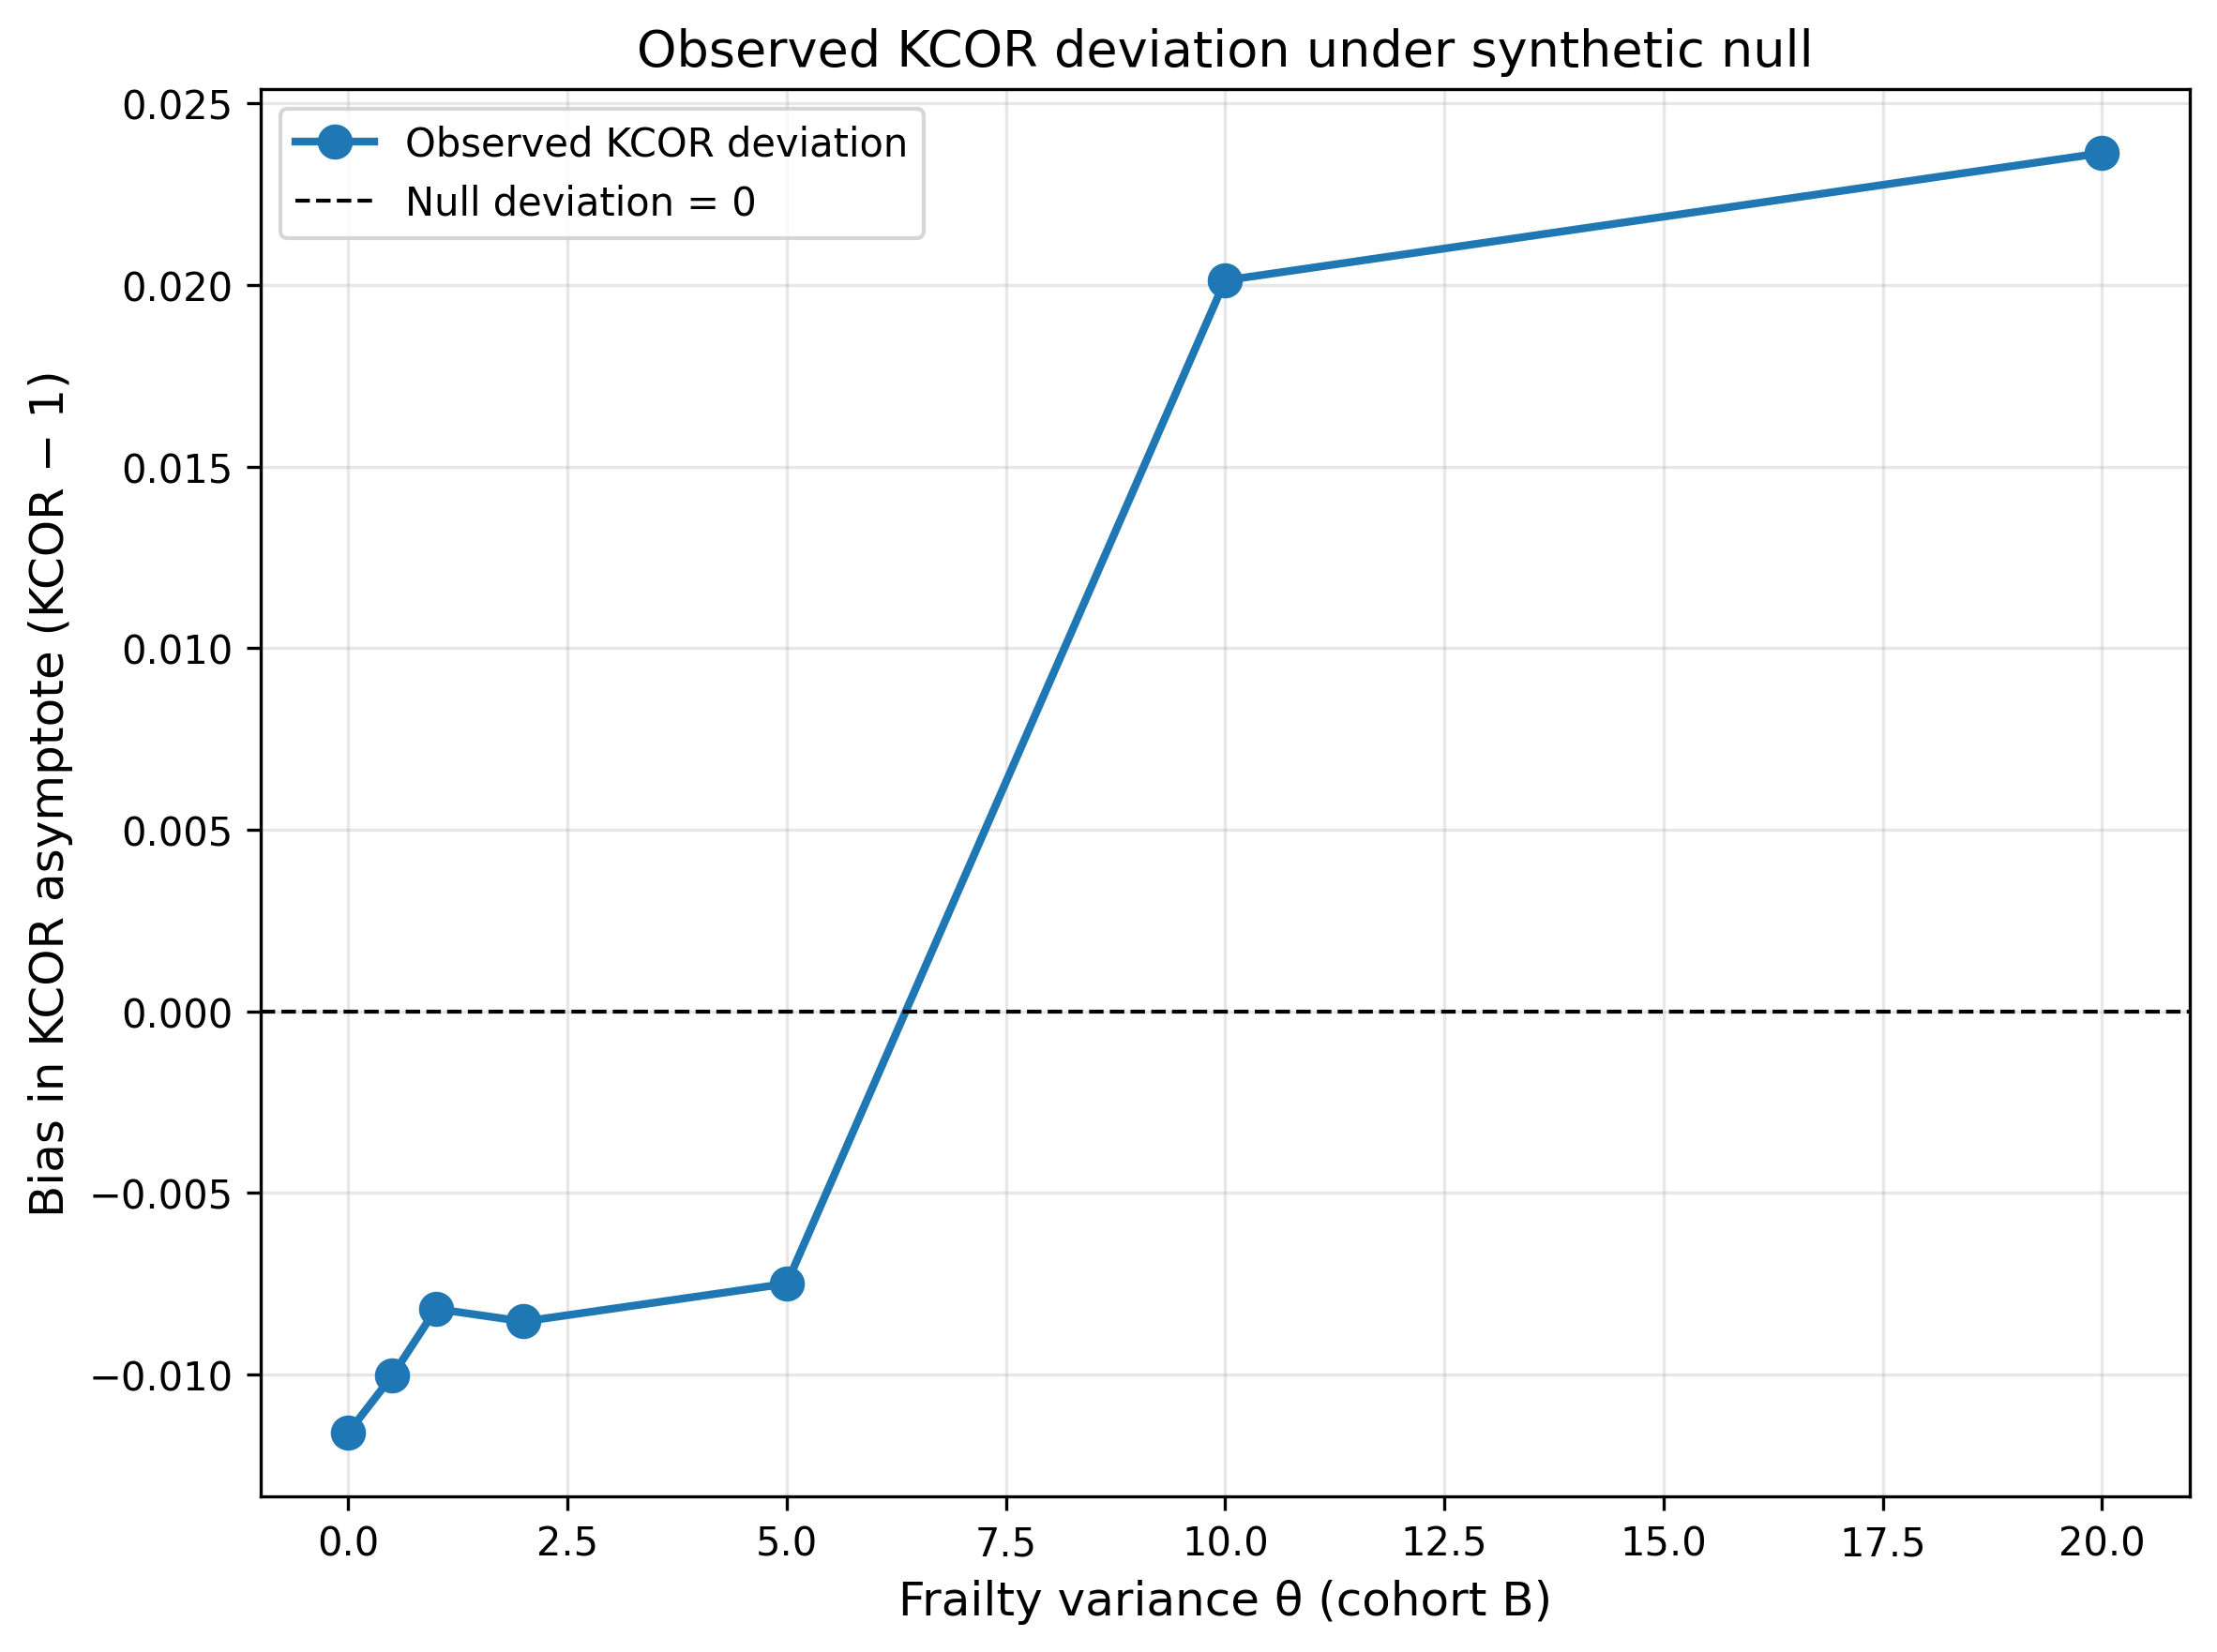 Observed KCOR deviation under synthetic null
Observed KCOR deviation
Null deviation = 0
Bias in KCOR asymptote (KCOR − 1)
0.025
0.020
0.015
0.010
0.005
0.000
−0.005
−0.010
0.0 2.5 5.0 7.5 10.0 12.5 15.0 17.5 20.0
Frailty variance θ (cohort B)